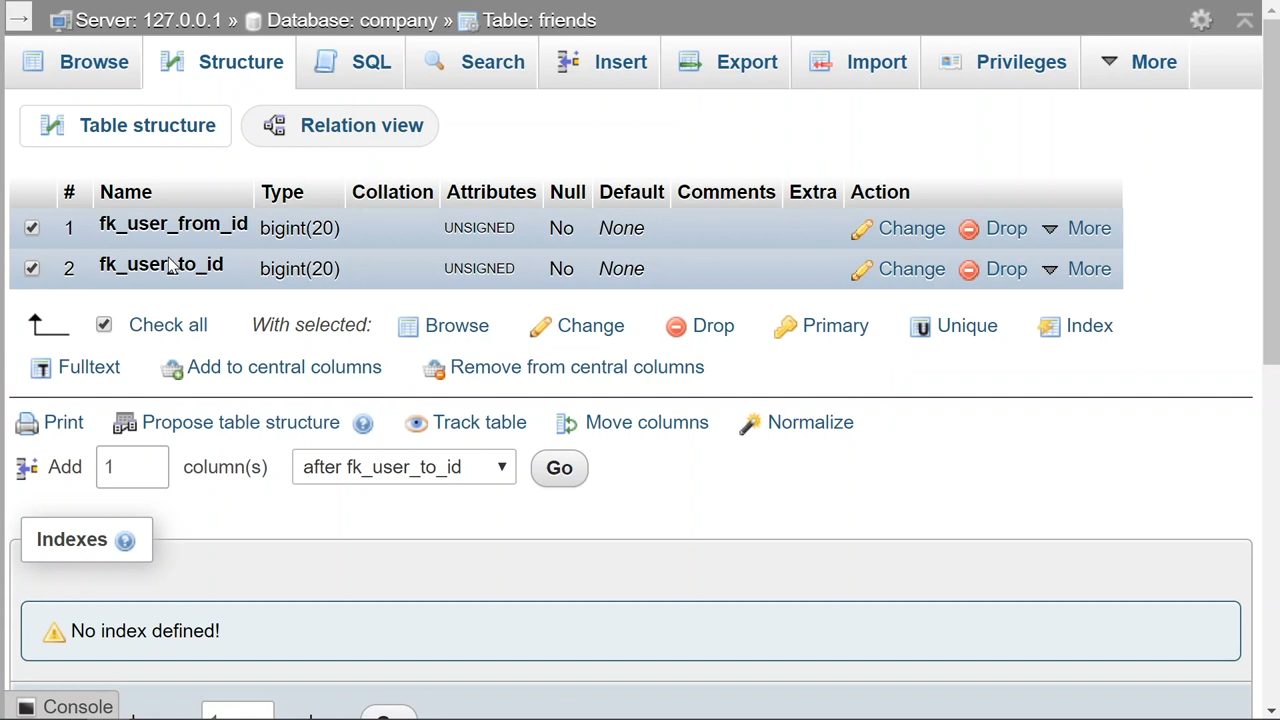 Server: 127.0.0.1 » Database: company » Table: friends
Browse Structure SQL Search Insert Export Import Privileges More
Table structure Relation view
# Name Type Collation Attributes Null Default Comments Extra Action
1 fk_user_from_id bigint(20) UNSIGNED No None Change Drop More
2 fk_user_to_id bigint(20) UNSIGNED No None Change Drop More
Check all With selected: Browse Change Drop Primary Unique Index
Fulltext Add to central columns Remove from central columns
Print Propose table structure Track table Move columns Normalize
Add 1 column(s) after fk_user_to_id Go
Indexes
No index defined!
Console